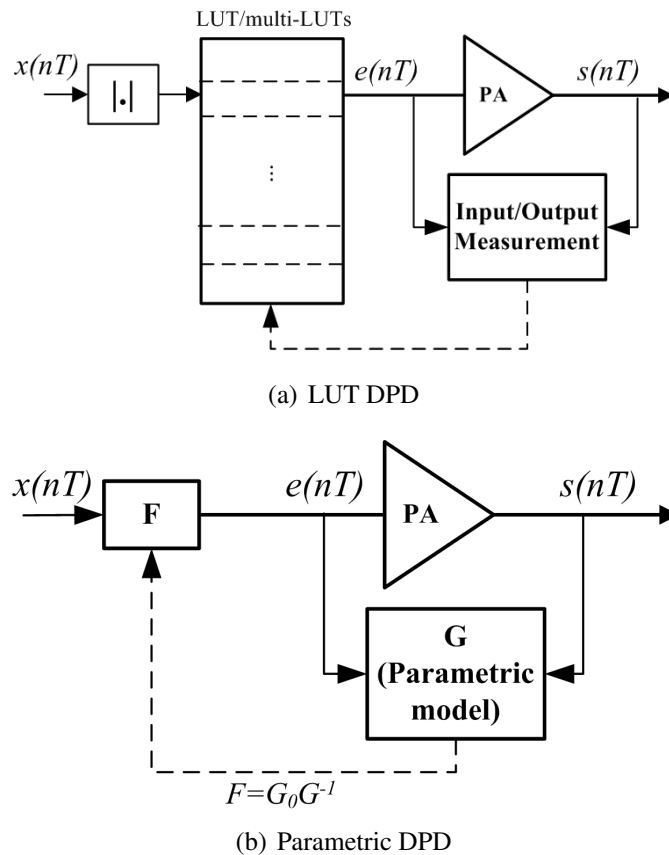 LUT/multi-LUTs
x(nT)
|.|
e(nT)
PA
s(nT)
...
Input/Output
Measurement
(a) LUT DPD
x(nT)
F
e(nT)
PA
s(nT)
G
(Parametric
model)
F=G₀G⁻¹
(b) Parametric DPD